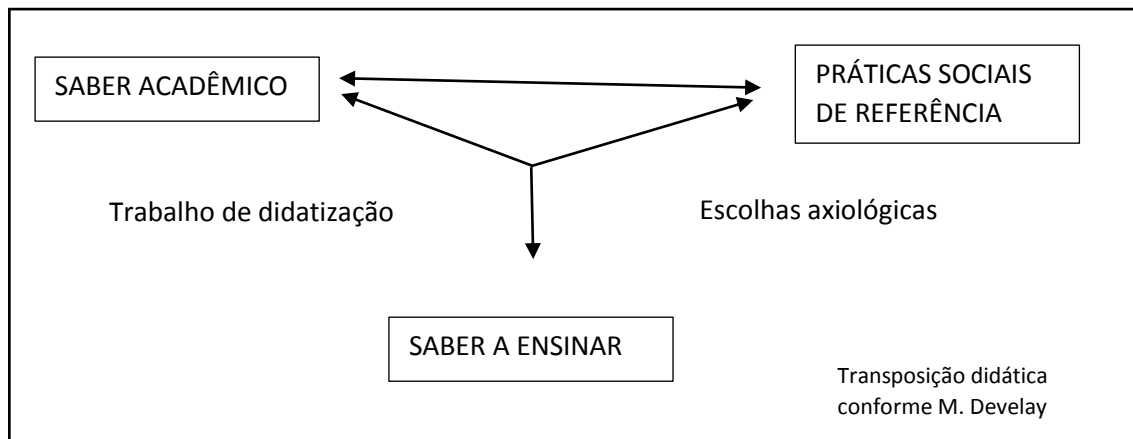 SABER ACADÊMICO
PRÁTICAS SOCIAIS
DE REFERÊNCIA
Trabalho de didatização
Escolhas axiológicas
SABER A ENSINAR
Transposição didática
conforme M. Develay